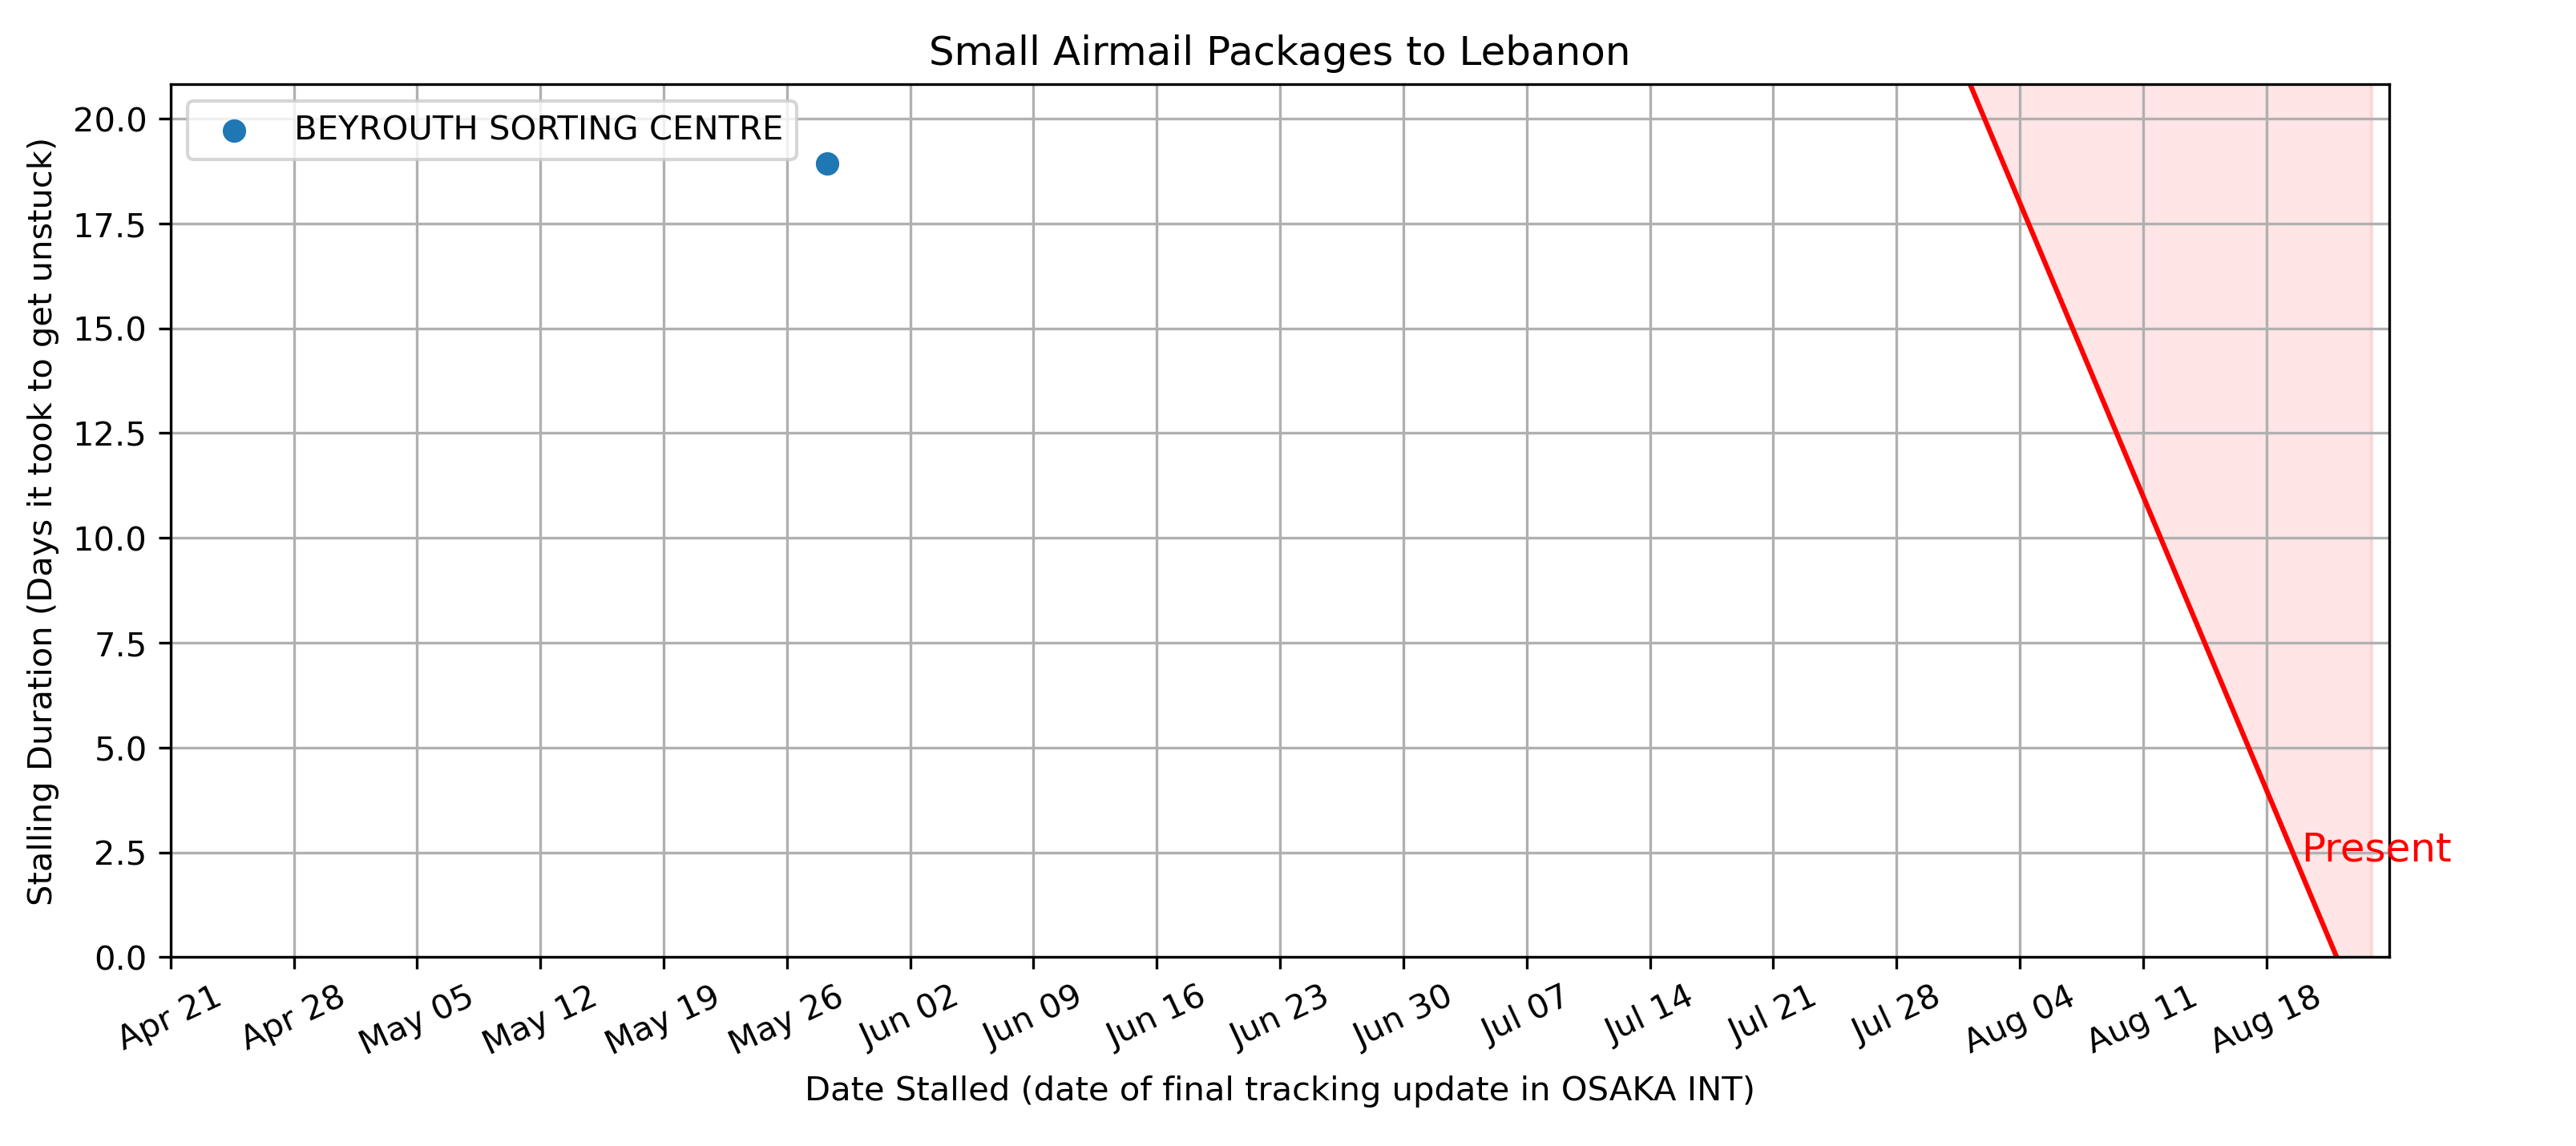 Small Airmail Packages to Lebanon
BEYROUTH SORTING CENTRE
Stalling Duration (Days it took to get unstuck)
20.0
17.5
15.0
12.5
10.0
7.5
5.0
2.5
0.0
Present
Apr 21
Apr 28
May 05
May 12
May 19
May 26
Jun 02
Jun 09
Jun 16
Jun 23
Jun 30
Jul 07
Jul 14
Jul 21
Jul 28
Aug 04
Aug 11
Aug 18
Date Stalled (date of final tracking update in OSAKA INT)